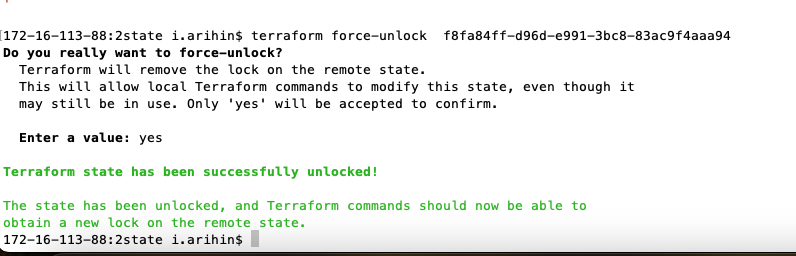 [172-16-113-88:2state i.arihin$ terraform force-unlock  f8fa84ff-d96d-e991-3bc8-83ac9f4aaa94
Do you really want to force-unlock?
  Terraform will remove the lock on the remote state.
  This will allow local Terraform commands to modify this state, even though it
  may still be in use. Only 'yes' will be accepted to confirm.
  Enter a value: yes
Terraform state has been successfully unlocked!
The state has been unlocked, and Terraform commands should now be able to
obtain a new lock on the remote state.
172-16-113-88:2state i.arihin$